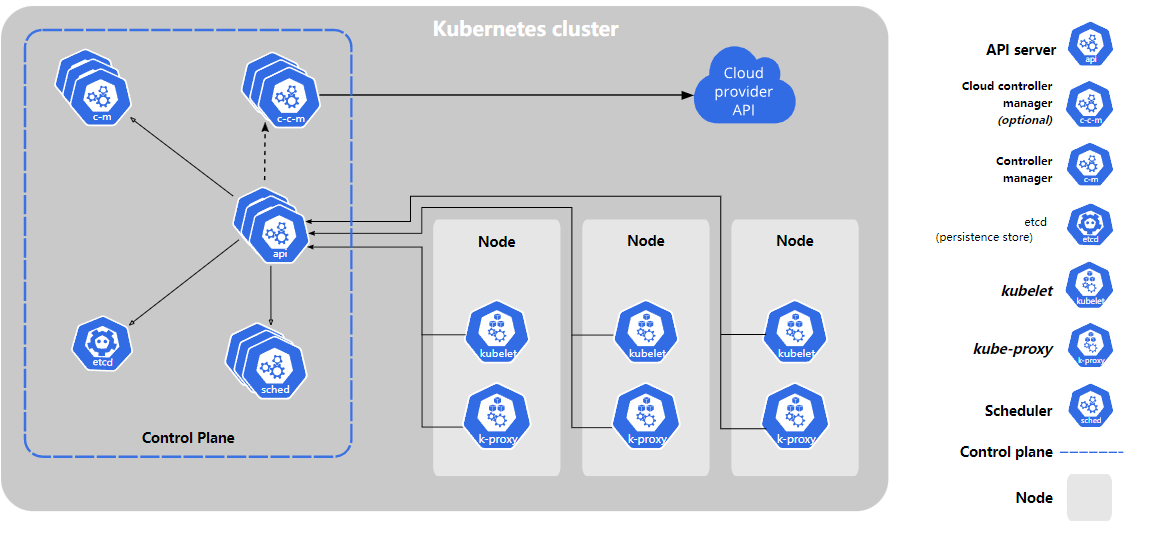 Kubernetes cluster
c-m
c-c-m
Cloud
provider
API
api
etcd
sched
Control Plane
Node
kubelet
k-proxy
Node
kubelet
k-proxy
Node
kubelet
k-proxy
API server
api
Cloud controller
manager
(optional)
c-c-m
Controller
manager
c-m
etcd
(persistence store)
etcd
kubelet
kubelet
kube-proxy
k-proxy
Scheduler
sched
Control plane
Node